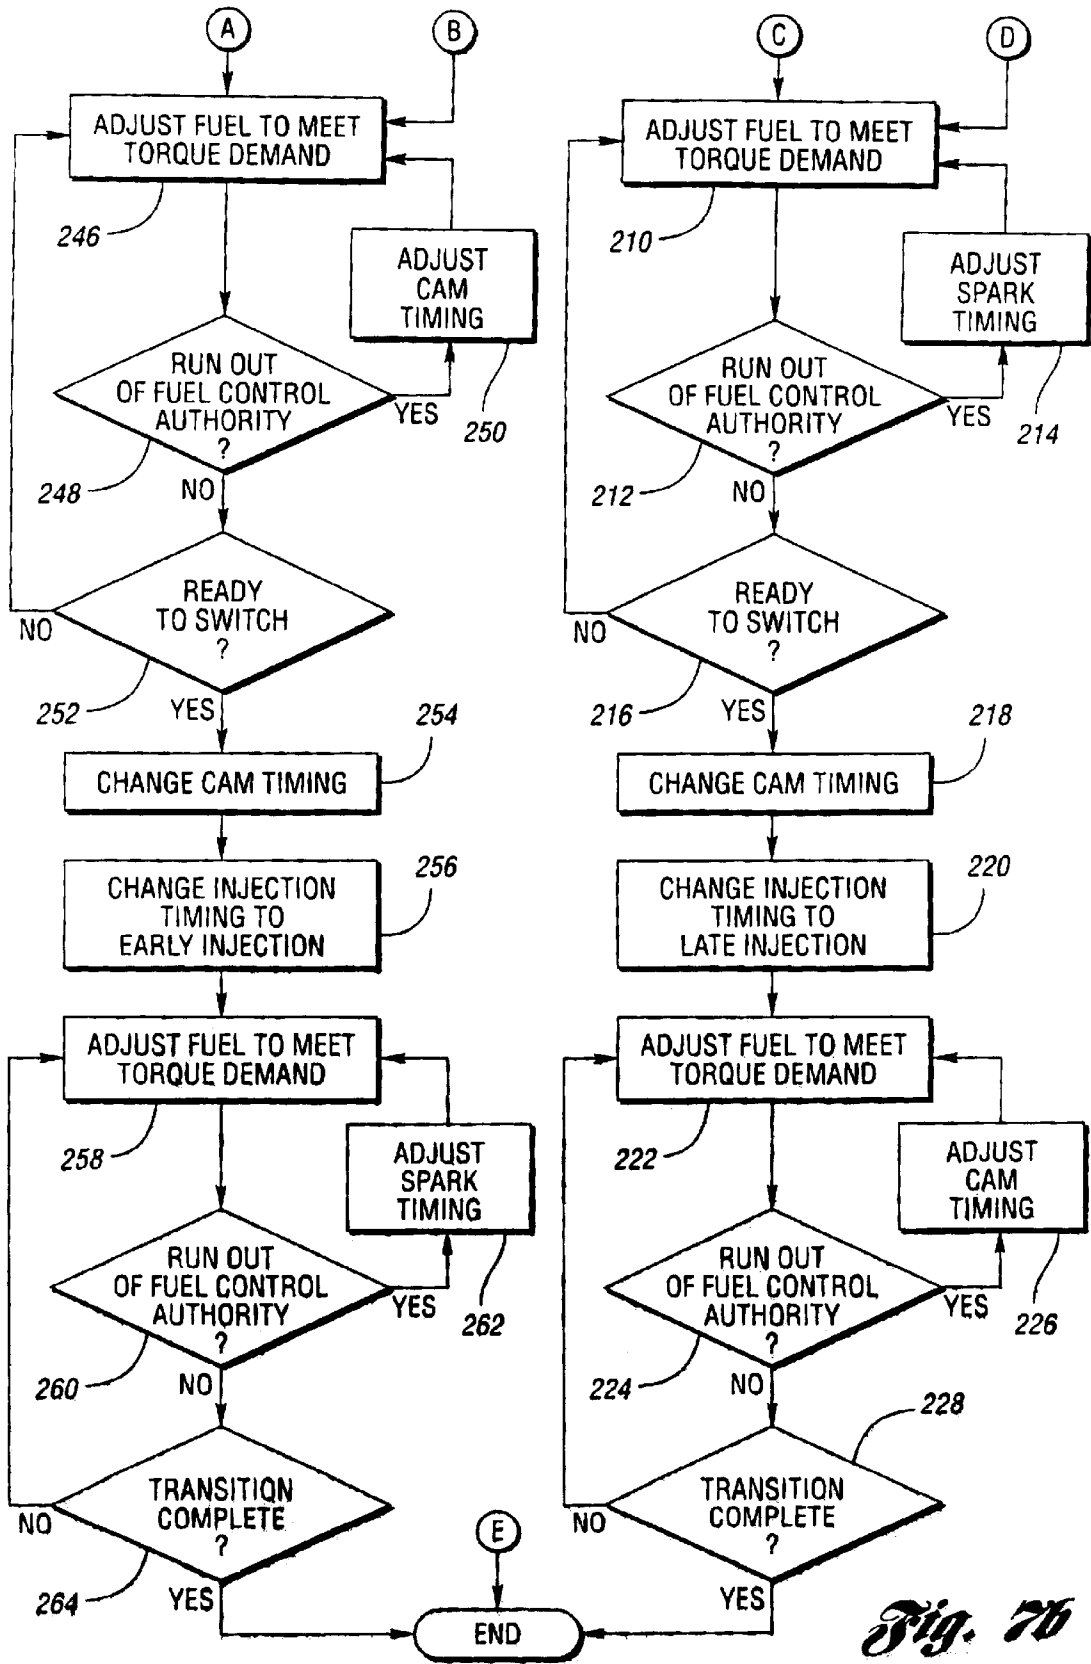 A
B
ADJUST FUEL TO MEET
TORQUE DEMAND
246
ADJUST
CAM
TIMING
250
RUN OUT
OF FUEL CONTROL
AUTHORITY
?
YES
248
NO
READY
TO SWITCH
?
NO
252
YES
254
CHANGE CAM TIMING
256
CHANGE INJECTION
TIMING TO
EARLY INJECTION
ADJUST FUEL TO MEET
TORQUE DEMAND
258
ADJUST
SPARK
TIMING
262
RUN OUT
OF FUEL CONTROL
AUTHORITY
?
YES
260
NO
TRANSITION
COMPLETE
?
NO
264
YES
C
D
ADJUST FUEL TO MEET
TORQUE DEMAND
210
ADJUST
SPARK
TIMING
214
RUN OUT
OF FUEL CONTROL
AUTHORITY
?
YES
212
NO
READY
TO SWITCH
?
NO
216
YES
218
CHANGE CAM TIMING
220
CHANGE INJECTION
TIMING TO
LATE INJECTION
ADJUST FUEL TO MEET
TORQUE DEMAND
222
ADJUST
CAM
TIMING
226
RUN OUT
OF FUEL CONTROL
AUTHORITY
?
YES
224
NO
228
TRANSITION
COMPLETE
?
NO
YES
E
END
Fig. 7b